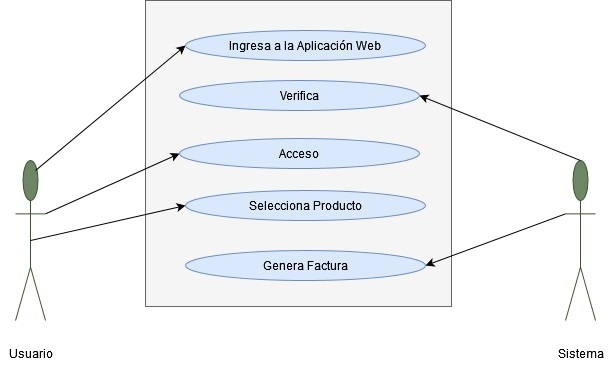 Ingresa a la Aplicación Web
Verifica
Acceso
Selecciona Producto
Genera Factura
Usuario
Sistema